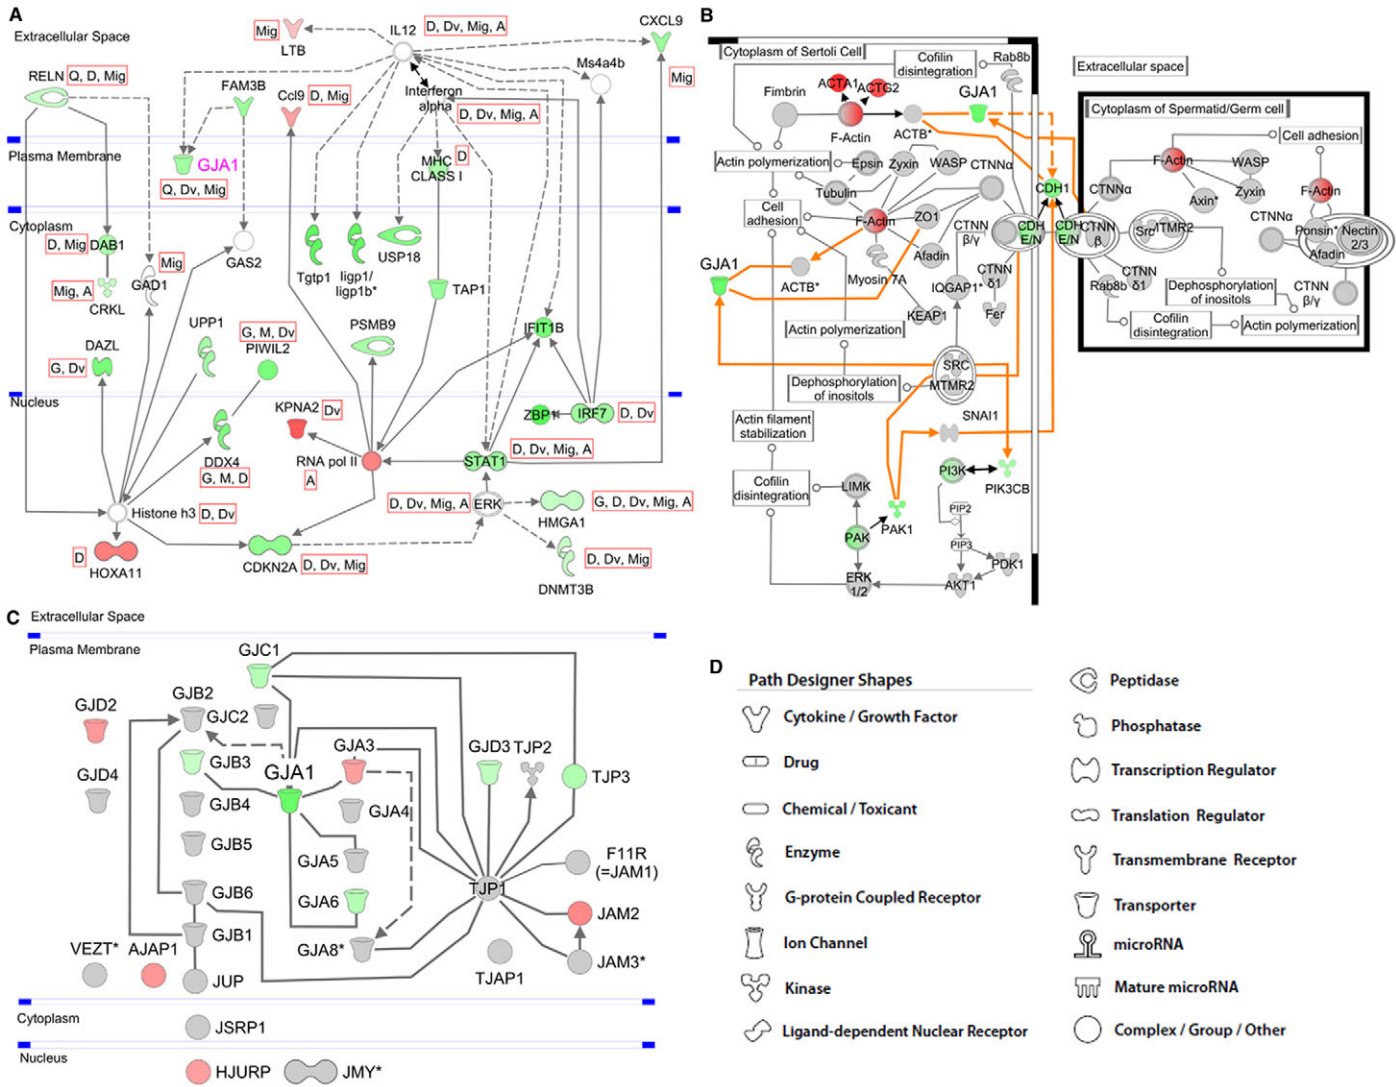 A
Extracellular Space
Mig
LTB
IL12
D, Dv, Mig, A
CXCL9
Mig
RELN
Q, D, Mig
FAM3B
Ccl9
D, Mig
Interferon
alpha
D, Dv, Mig, A
Ms4a4b
Plasma Membrane
GJA1
Q, Dv, Mig
MHC
CLASS I
D
Cytoplasm
D, Mig
DAB1
Mig, A
CRKL
Mig
GAD1
GAS2
Tgtp1
Iigp1/
Iigp1b*
USP18
TAP1
DAZL
G, Dv
UPP1
G, M, Dv
PIWIL2
PSMB9
IFIT1B
Nucleus
KPNA2
Dv
ZBP1
IRF7
D, Dv
DDX4
G, M, D
RNA pol II
A
STAT1
D, Dv, Mig, A
Histone h3
D, Dv
D, Dv, Mig, A
ERK
HMGA1
G, D, Dv, Mig, A
D
HOXA11
CDKN2A
D, Dv, Mig
DNMT3B
D, Dv, Mig
B
Cytoplasm of Sertoli Cell
Cofilin
disintegration
Rab8b
Extracellular space
Fimbrin
ACTA1
ACTG2
F-Actin
ACTB*
GJA1
Cytoplasm of Spermatid/Germ cell
Cell adhesion
Actin polymerization
Epsin
Zyxin
WASP
CTNNα
Tubulin
CDH1
F-Actin
WASP
Zyxin
Axin*
CTNNα
F-Actin
Cell
adhesion
F-Actin
ZO1
CTNN
β/γ
CDH
E/N
CDH
E/N
CTNN
β
Src
MTMR2
CTNNα
Ponsin*
Nectin
2/3
Afadin
GJA1
ACTB*
Myosin 7A
Afadin
IQGAP1*
CTNN
δ1
Fer
Rab8b
CTNN
δ1
Dephosphorylation
of inositols
CTNN
β/γ
KEAP1
Actin polymerization
Cofilin
disintegration
Actin polymerization
Dephosphorylation
of inositols
SRC
MTMR2
Actin filament
stabilization
SNAI1
Cofilin
disintegration
LIMK
PI3K
PIK3CB
PAK
PAK1
PIP2
PIP3
PDK1
ERK
1/2
AKT1
C
Extracellular Space
Plasma Membrane
GJC1
GJD2
GJB2
GJC2
GJB3
GJA1
GJA3
GJD3
TJP2
TJP3
GJD4
GJB4
GJA4
GJB5
GJA5
F11R
(=JAM1)
GJB6
GJA6
TJP1
JAM2
GJB1
GJA8*
VEZT*
AJAP1
JUP
TJAP1
JAM3*
Cytoplasm
JSRP1
Nucleus
HJURP
JMY*
D
Path Designer Shapes
Cytokine / Growth Factor
Drug
Chemical / Toxicant
Enzyme
G-protein Coupled Receptor
Ion Channel
Kinase
Ligand-dependent Nuclear Receptor
Peptidase
Phosphatase
Transcription Regulator
Translation Regulator
Transmembrane Receptor
Transporter
microRNA
Mature microRNA
Complex / Group / Other